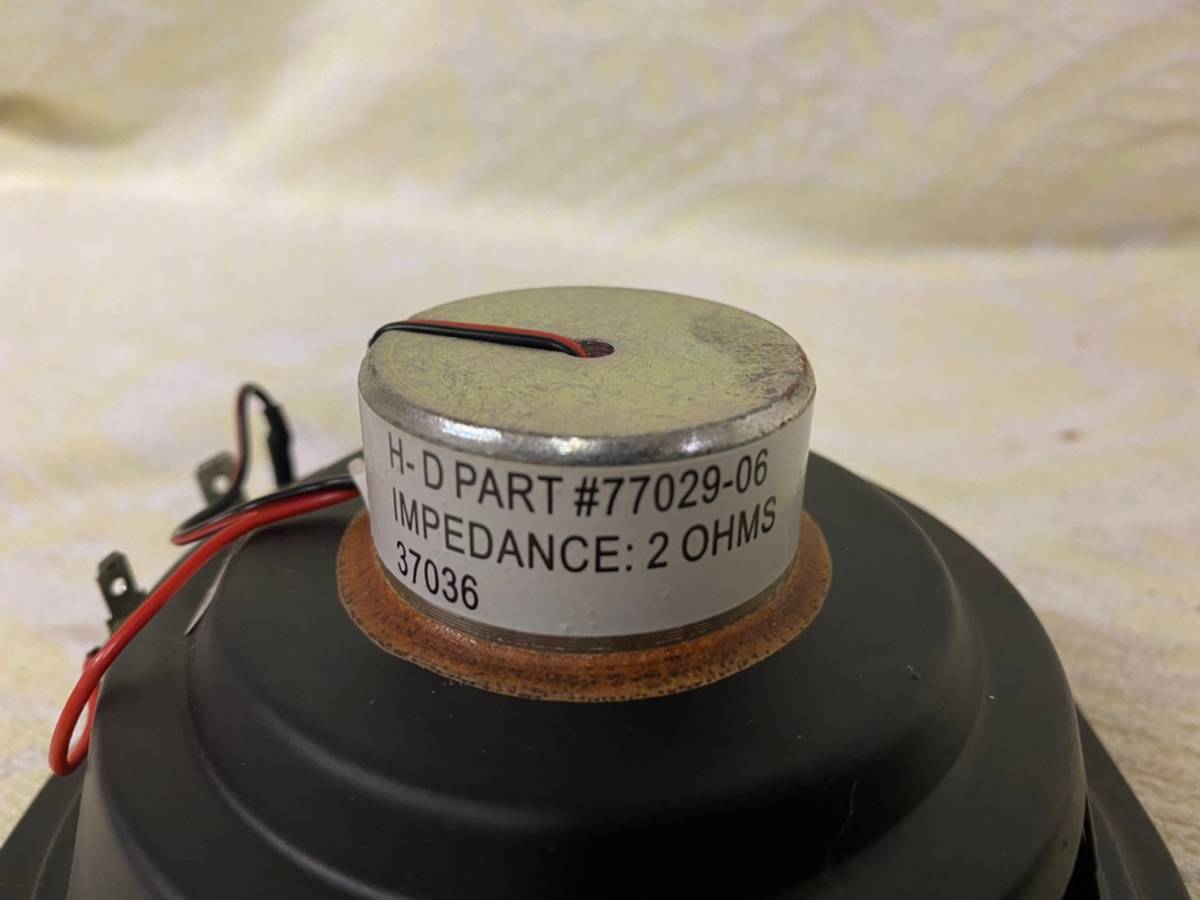 H- D PART #77029-06
IMPEDANCE: 2 OHMS
37036